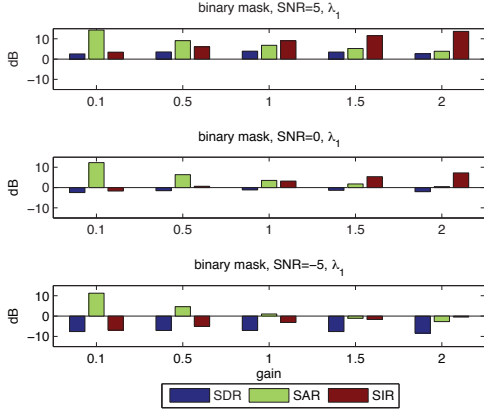 binary mask, SNR=5, λ1
dB
10
0
−10
0.1 0.5 1 1.5 2
binary mask, SNR=0, λ1
dB
10
0
−10
0.1 0.5 1 1.5 2
binary mask, SNR=−5, λ1
dB
10
0
−10
0.1 0.5 1 1.5 2
gain
SDR SAR SIR